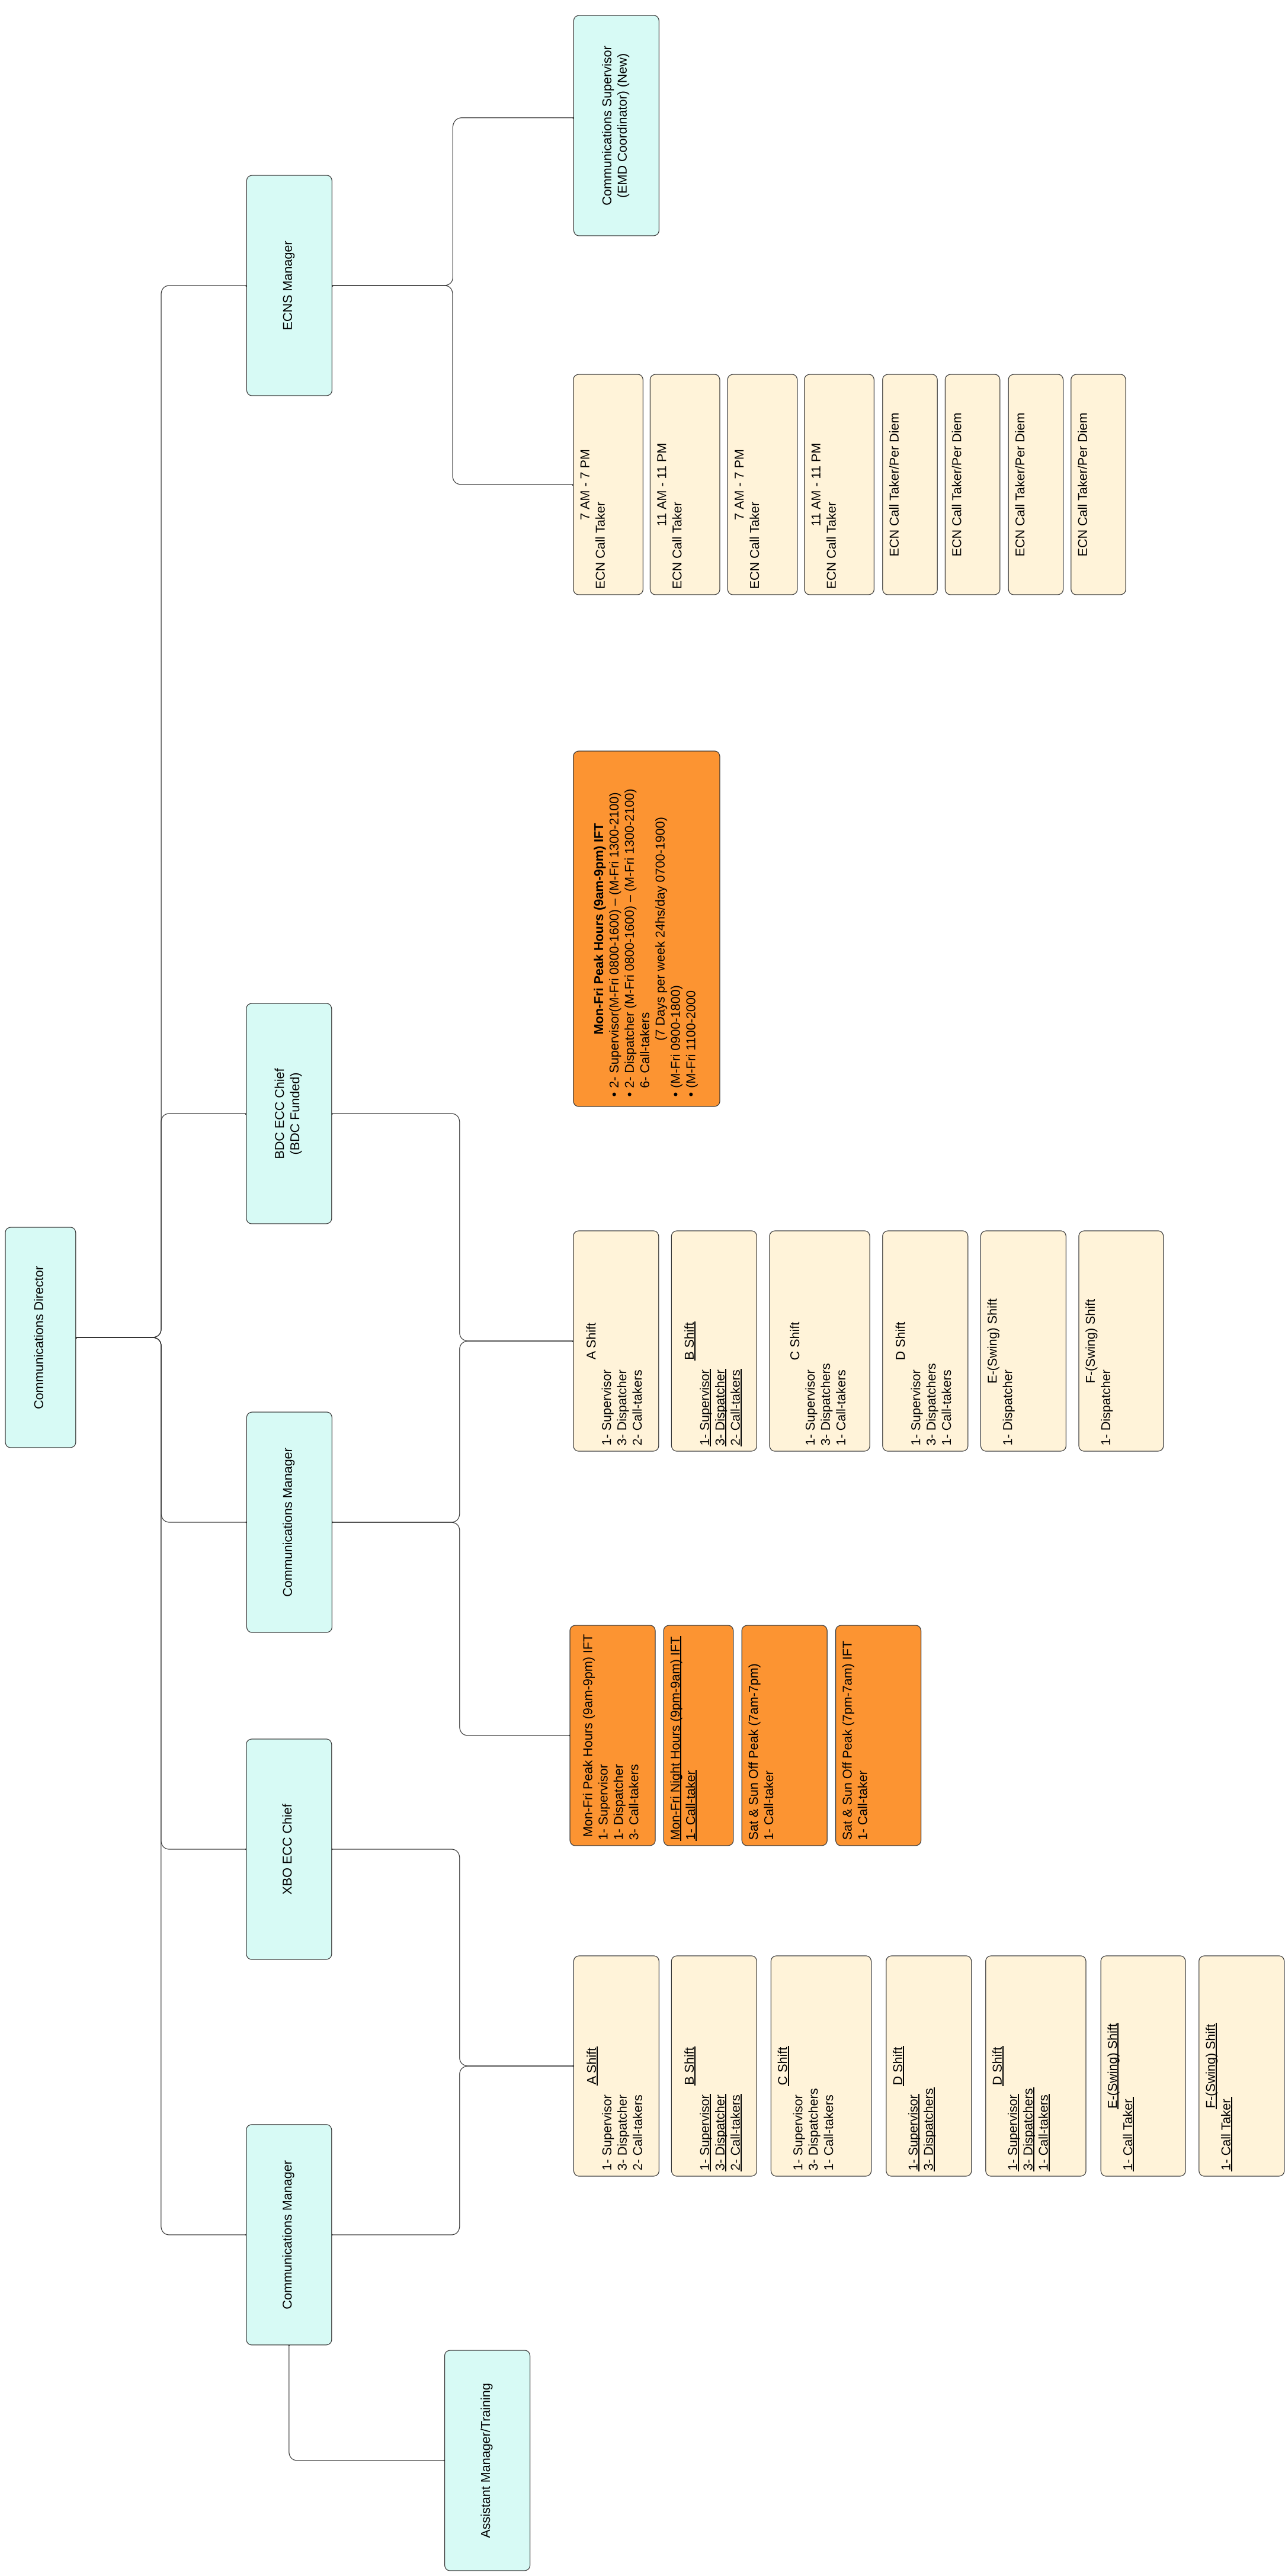 Communications Director
Communications Manager
XBO ECC Chief
Communications Manager
BDC ECC Chief
(BDC Funded)
ECNS Manager
Assistant Manager/Training
A Shift
1- Supervisor
3- Dispatcher
2- Call-takers
B Shift
1- Supervisor
3- Dispatcher
2- Call-takers
C Shift
1- Supervisor
3- Dispatchers
1- Call-takers
D Shift
1- Supervisor
3- Dispatchers
D Shift
1- Supervisor
3- Dispatchers
1- Call-takers
E-(Swing) Shift
1- Call Taker
F-(Swing) Shift
1- Call Taker
Mon-Fri Peak Hours (9am-9pm) IFT
1- Supervisor
1- Dispatcher
3- Call-takers
Mon-Fri Night Hours (9pm-9am) IFT
1- Call-taker
Sat & Sun Off Peak (7am-7pm)
1- Call-taker
Sat & Sun Off Peak (7pm-7am) IFT
1- Call-taker
A Shift
1- Supervisor
3- Dispatcher
2- Call-takers
B Shift
1- Supervisor
3- Dispatcher
2- Call-takers
C Shift
1- Supervisor
3- Dispatchers
1- Call-takers
D Shift
1- Supervisor
3- Dispatchers
1- Call-takers
E-(Swing) Shift
1- Dispatcher
F-(Swing) Shift
1- Dispatcher
Mon-Fri Peak Hours (9am-9pm) IFT
• 2- Supervisor(M-Fri 0800-1600) – (M-Fri 1300-2100)
• 2- Dispatcher (M-Fri 0800-1600) – (M-Fri 1300-2100)
6- Call-takers
(7 Days per week 24hs/day 0700-1900)
• (M-Fri 0900-1800)
• (M-Fri 1100-2000
7 AM - 7 PM
ECN Call Taker
11 AM - 11 PM
ECN Call Taker
7 AM - 7 PM
ECN Call Taker
11 AM - 11 PM
ECN Call Taker
ECN Call Taker/Per Diem
ECN Call Taker/Per Diem
ECN Call Taker/Per Diem
ECN Call Taker/Per Diem
Communications Supervisor
(EMD Coordinator) (New)